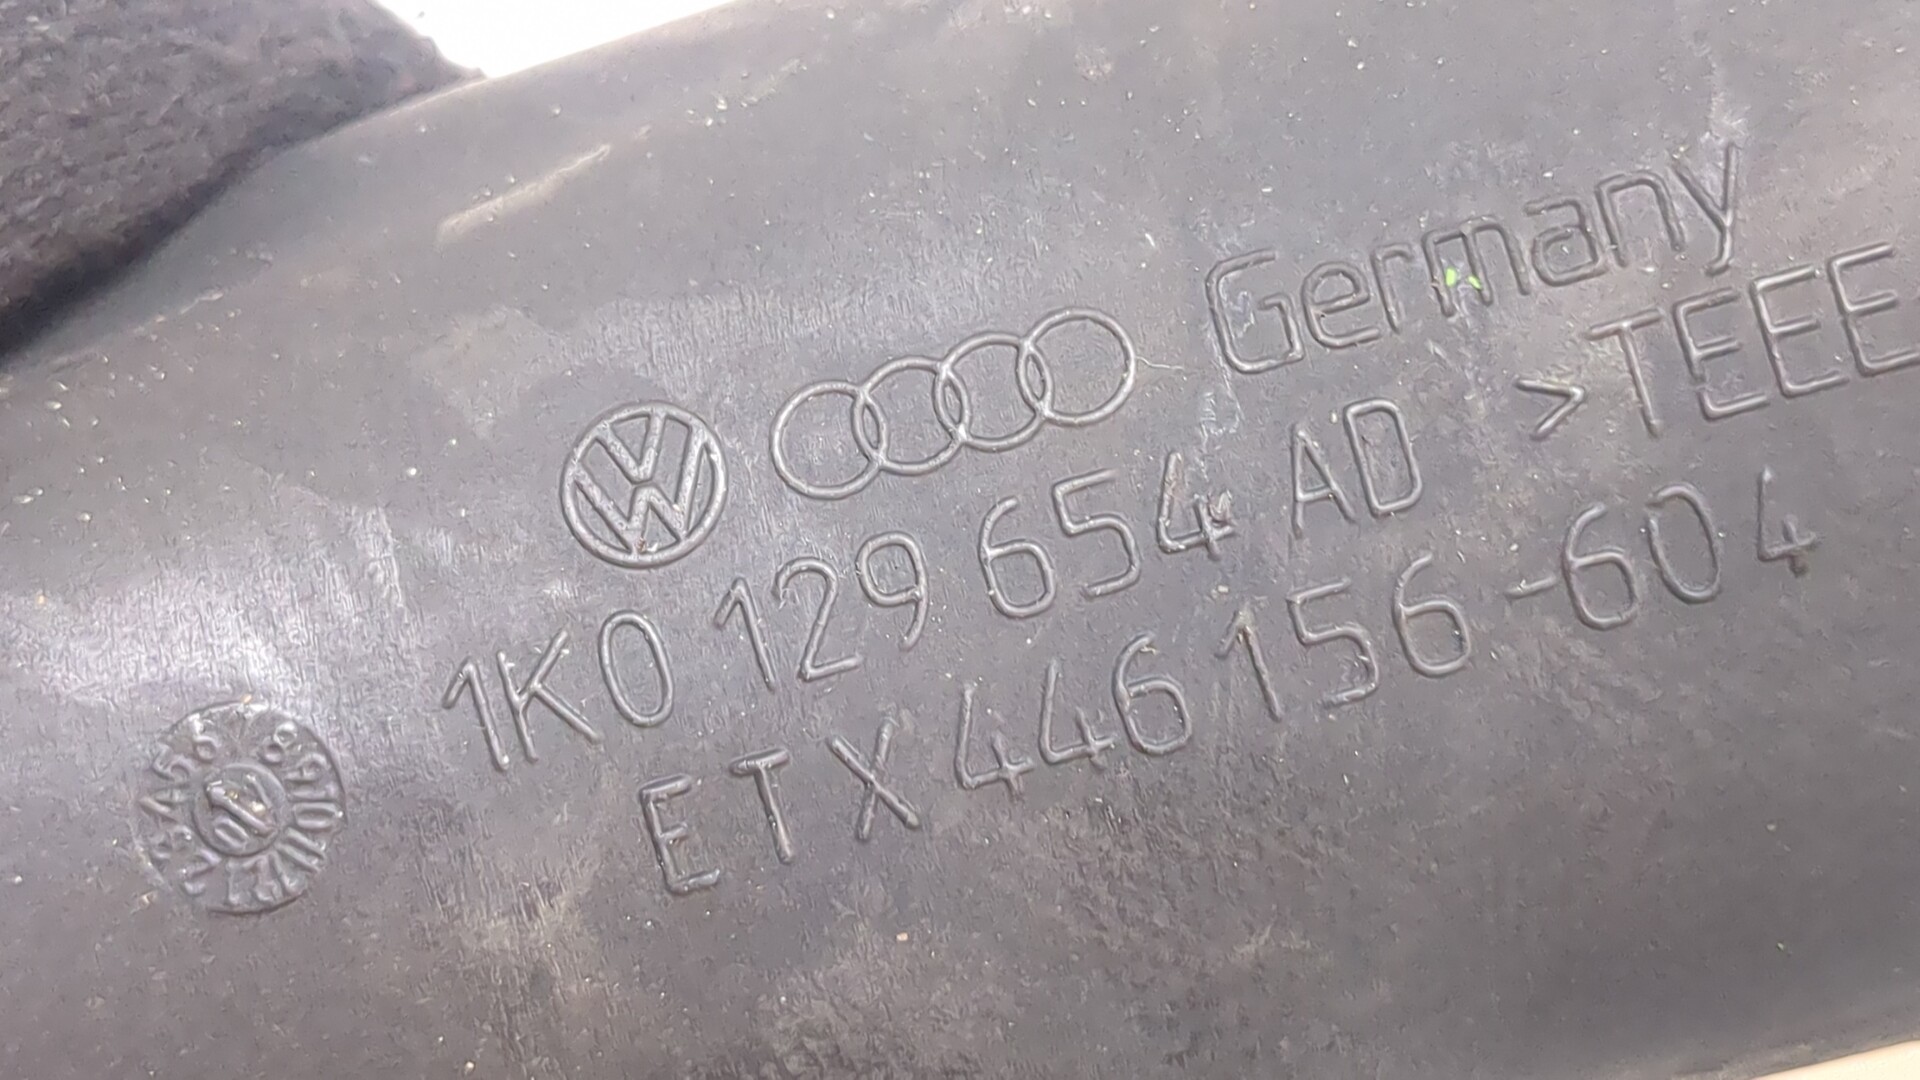 Germany
>TEEE
1K0 129 654 AD
ETX 446 156-604